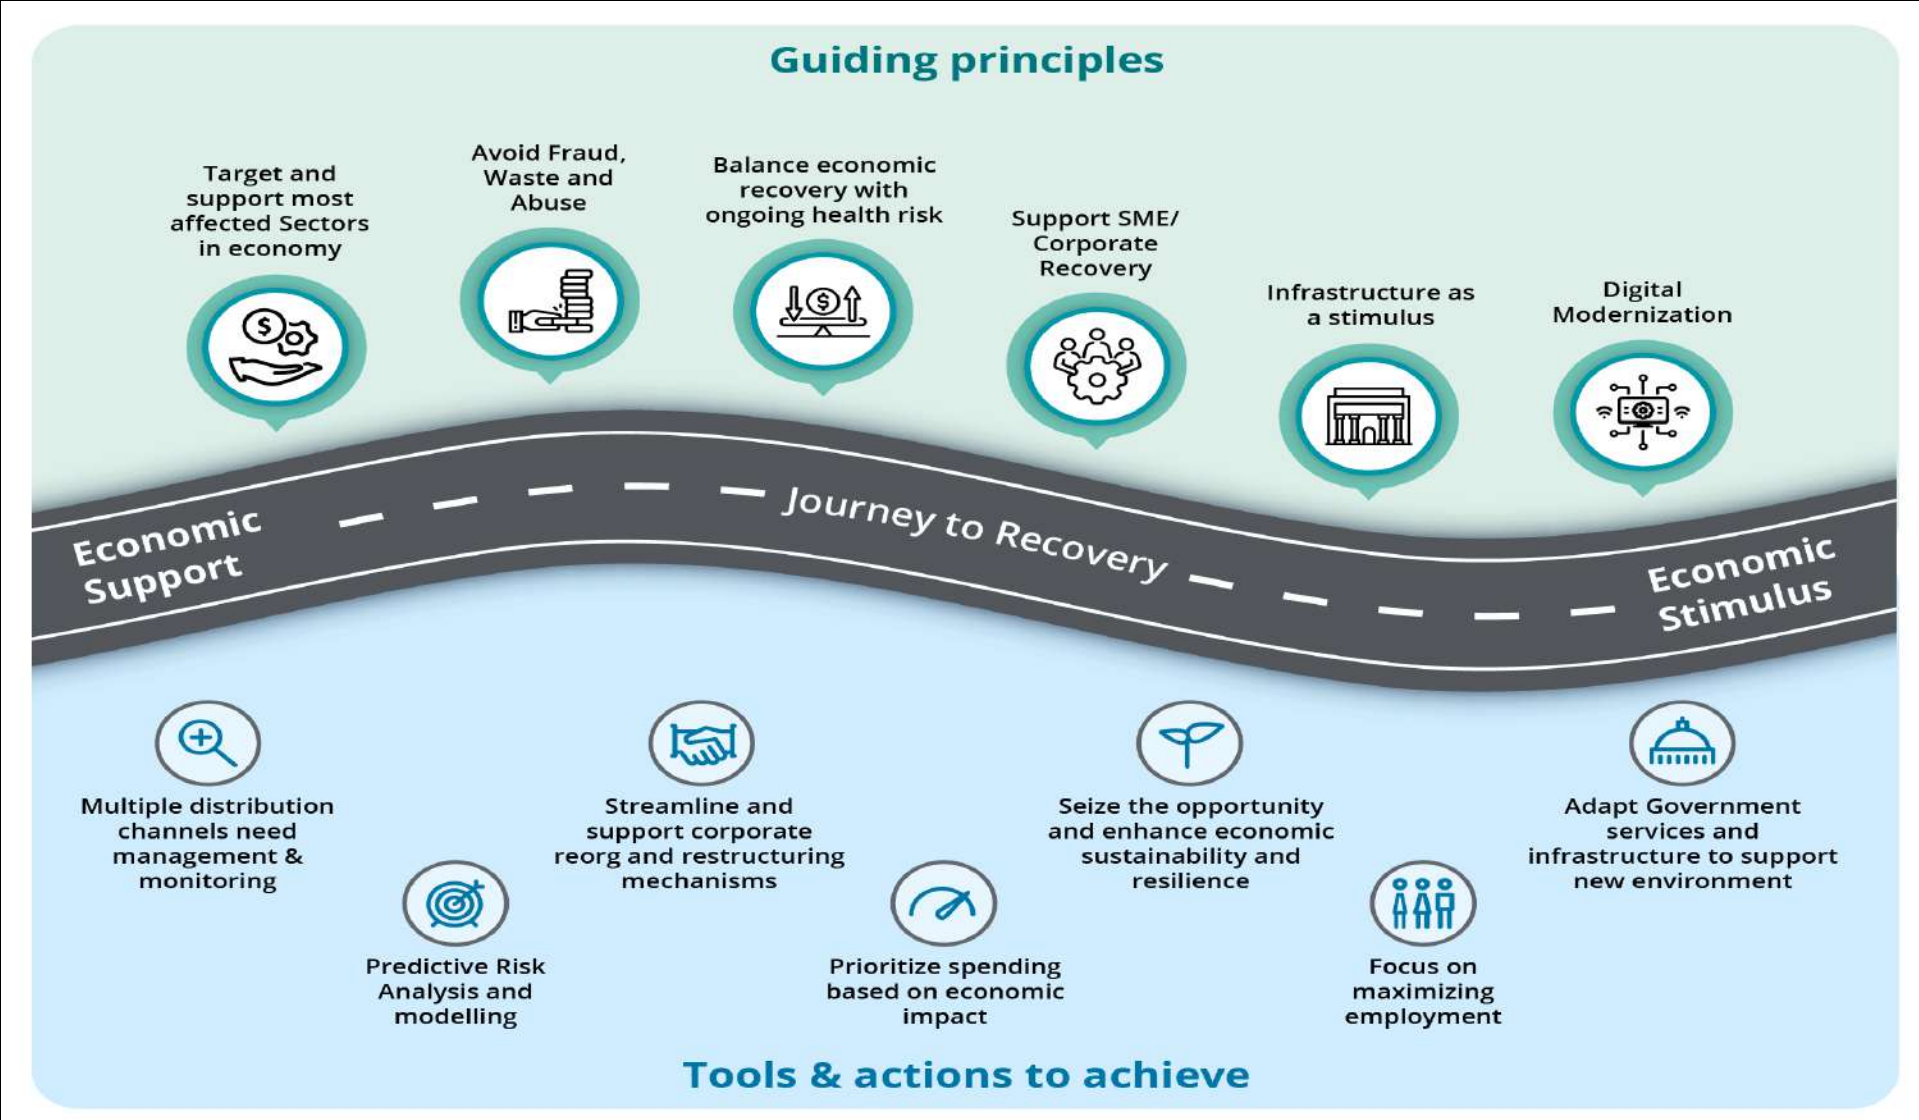 Guiding principles
Target and
support most
affected Sectors
in economy
Avoid Fraud,
Waste and
Abuse
Balance economic
recovery with
ongoing health risk
Support SME/
Corporate
Recovery
Infrastructure as
a stimulus
Digital
Modernization
Economic
Support
Journey to Recovery
Economic
Stimulus
Multiple distribution
channels need
management &
monitoring
Predictive Risk
Analysis and
modelling
Streamline and
support corporate
reorg and restructuring
mechanisms
Prioritize spending
based on economic
impact
Seize the opportunity
and enhance economic
sustainability and
resilience
Focus on
maximizing
employment
Adapt Government
services and
infrastructure to support
new environment
Tools & actions to achieve